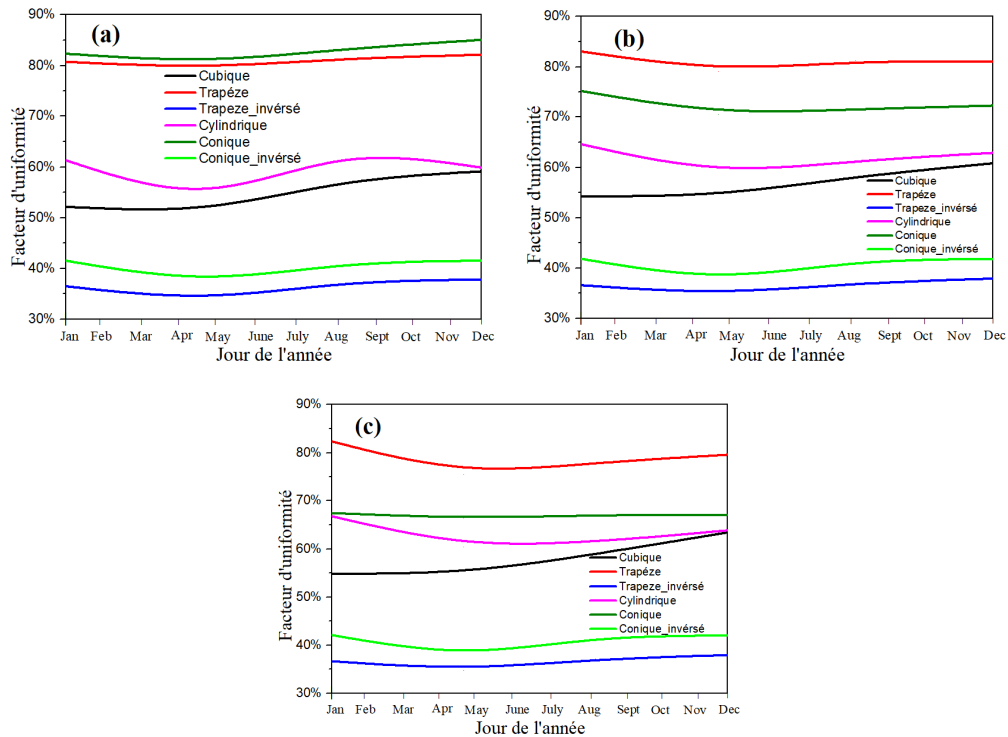 (a)
90%
80%
70%
60%
50%
40%
30%
Facteur d'uniformité
Cubique
Trapéze
Trapeze_invérsé
Cylindrique
Conique
Conique_invérsé
Jan Feb Mar Apr May June July Aug Sept Oct Nov Dec
Jour de l'année
(b)
90%
80%
70%
60%
50%
40%
30%
Facteur d'uniformité
Cubique
Trapéze
Trapeze_invérsé
Cylindrique
Conique
Conique_invérsé
Jan Feb Mar Apr May June July Aug Sept Oct Nov Dec
Jour de l'année
(c)
90%
80%
70%
60%
50%
40%
30%
Facteur d'uniformité
Cubique
Trapéze
Trapeze_invérsé
Cylindrique
Conique
Conique_invérsé
Jan Feb Mar Apr May June July Aug Sept Oct Nov Dec
Jour de l'année